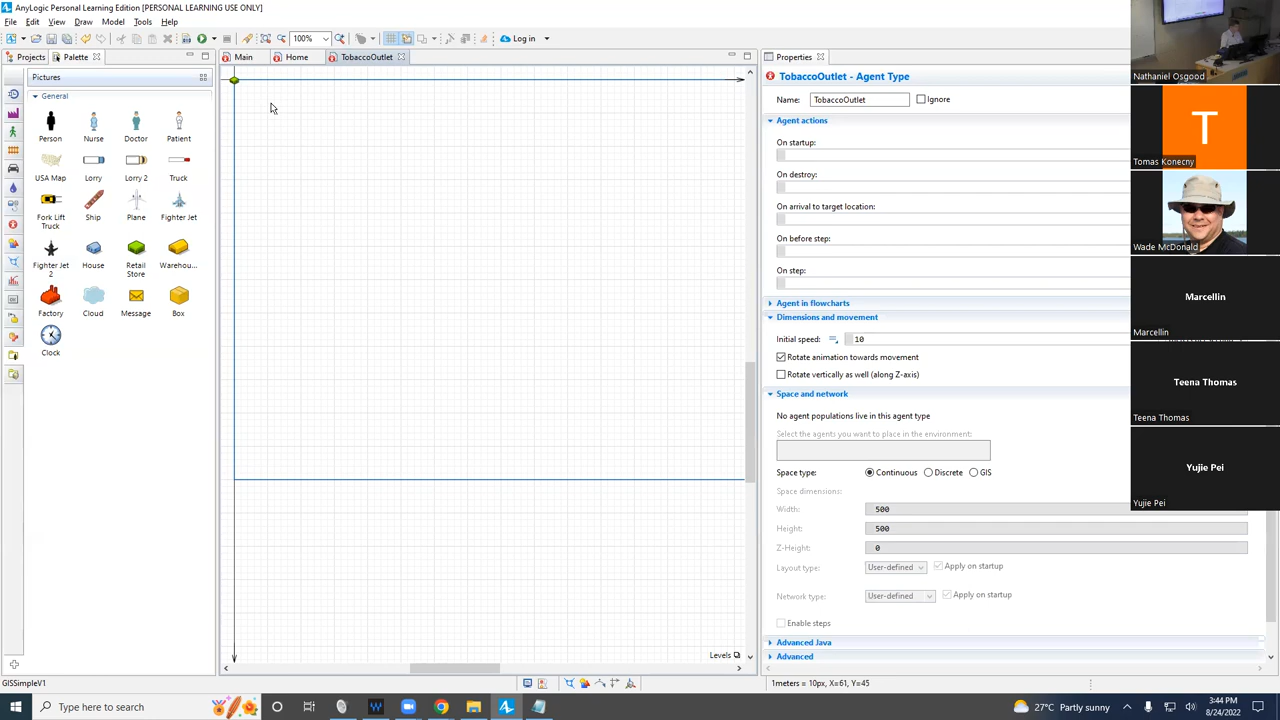 AnyLogic Personal Learning Edition [PERSONAL LEARNING USE ONLY]
File Edit View Draw Model Tools Help
100% Log in
Projects Palette
Main Home TobaccoOutlet
Properties
Pictures
General
Person Nurse Doctor Patient
USA Map Lorry Lorry 2 Truck
Fork Lift Truck Ship Plane Fighter Jet
Fighter Jet 2 House Retail Store Warehou...
Factory Cloud Message Box
Clock
Levels
TobaccoOutlet - Agent Type
Name: TobaccoOutlet Ignore
Agent actions
On startup:
On destroy:
On arrival to target location:
On before step:
On step:
Agent in flowcharts
Dimensions and movement
Initial speed: 10
Rotate animation towards movement
Rotate vertically as well (along Z-axis)
Space and network
No agent populations live in this agent type
Select the agents you want to place in the environment:
Space type: Continuous Discrete GIS
Space dimensions:
Width: 500
Height: 500
Z-Height: 0
Layout type: User-defined Apply on startup
Network type: User-defined Apply on startup
Enable steps
Advanced Java
Advanced
Nathaniel Osgood
T
Tomas Konecny
Wade McDonald
Marcellin
Marcellin
Teena Thomas
Teena Thomas
Yujie Pei
Yujie Pei
GISSimpleV1
1meters = 10px, X=61, Y=45
Type here to search
27°C Partly sunny
3:44 PM
8/24/2022